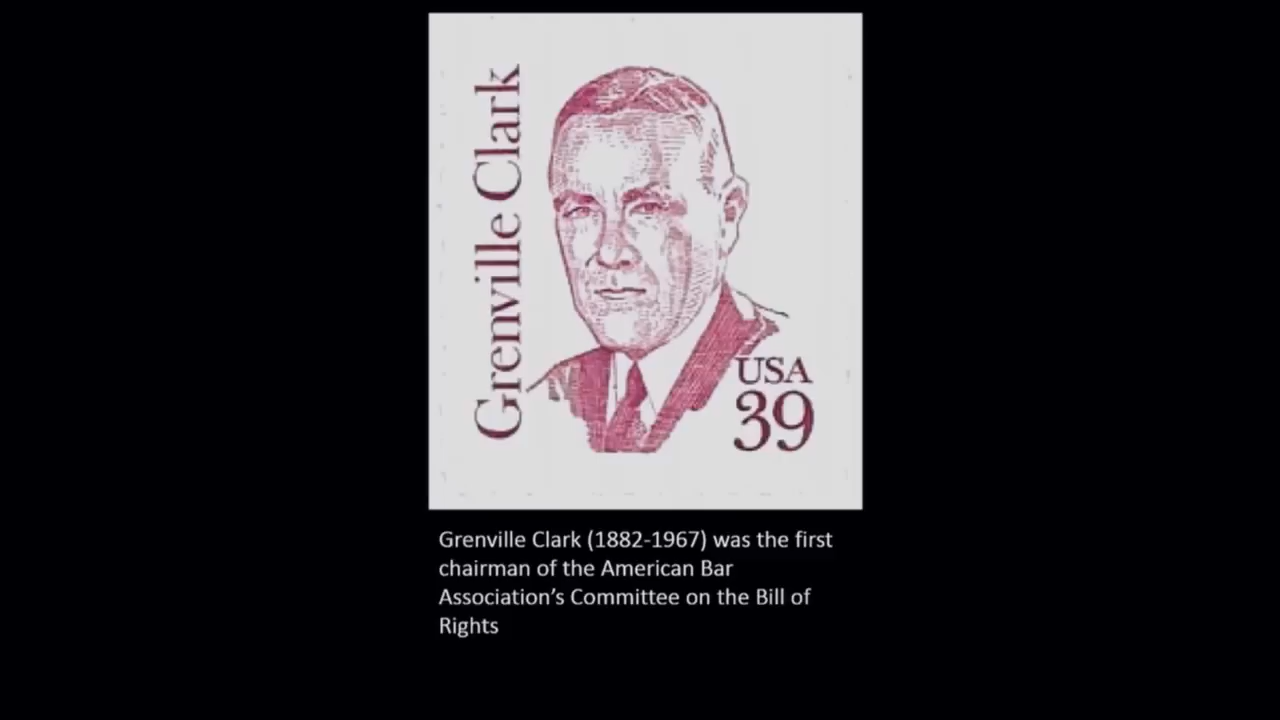 Grenville Clark
USA
39
Grenville Clark (1882-1967) was the first
chairman of the American Bar
Association’s Committee on the Bill of
Rights